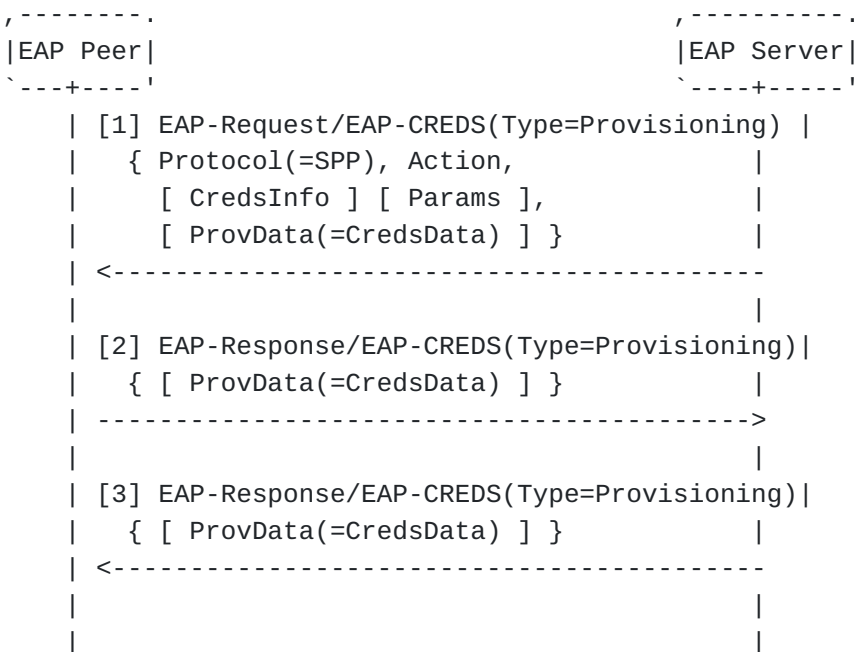 ,--------.                                 ,----------.
|EAP Peer|                                 |EAP Server|
`---+----'                                 `----+-----'
    | [1] EAP-Request/EAP-CREDS(Type=Provisioning) |
    |   { Protocol(=SPP), Action,               |
    |     [ CredsInfo ] [ Params ],             |
    |     [ ProvData(=CredsData) ] }            |
    | <------------------------------------------
    |                                           |
    | [2] EAP-Response/EAP-CREDS(Type=Provisioning)|
    |   { [ ProvData(=CredsData) ] }            |
    | ------------------------------------------>
    |                                           |
    | [3] EAP-Response/EAP-CREDS(Type=Provisioning)|
    |   { [ ProvData(=CredsData) ] }            |
    | <------------------------------------------
    |                                           |
    |                                           |